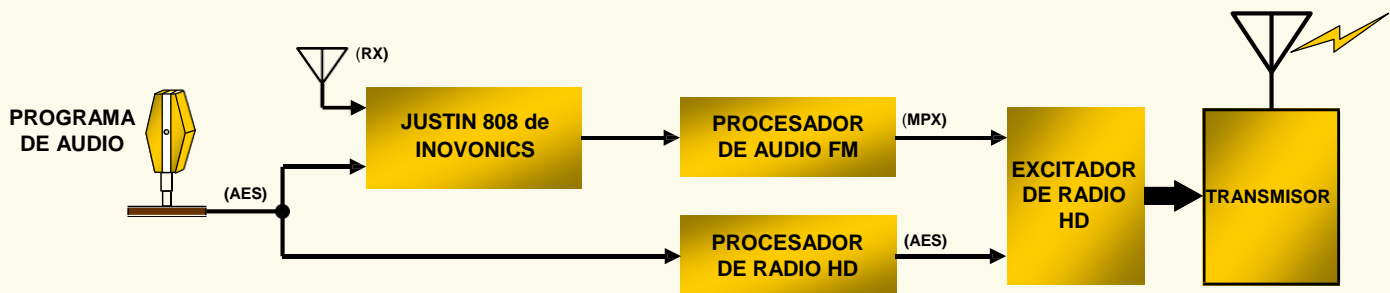 PROGRAMA
DE AUDIO
(AES)
(RX)
JUSTIN 808 de
INOVONICS
PROCESADOR
DE AUDIO FM
(MPX)
PROCESADOR
DE RADIO HD
(AES)
EXCITADOR
DE RADIO
HD
TRANSMISOR